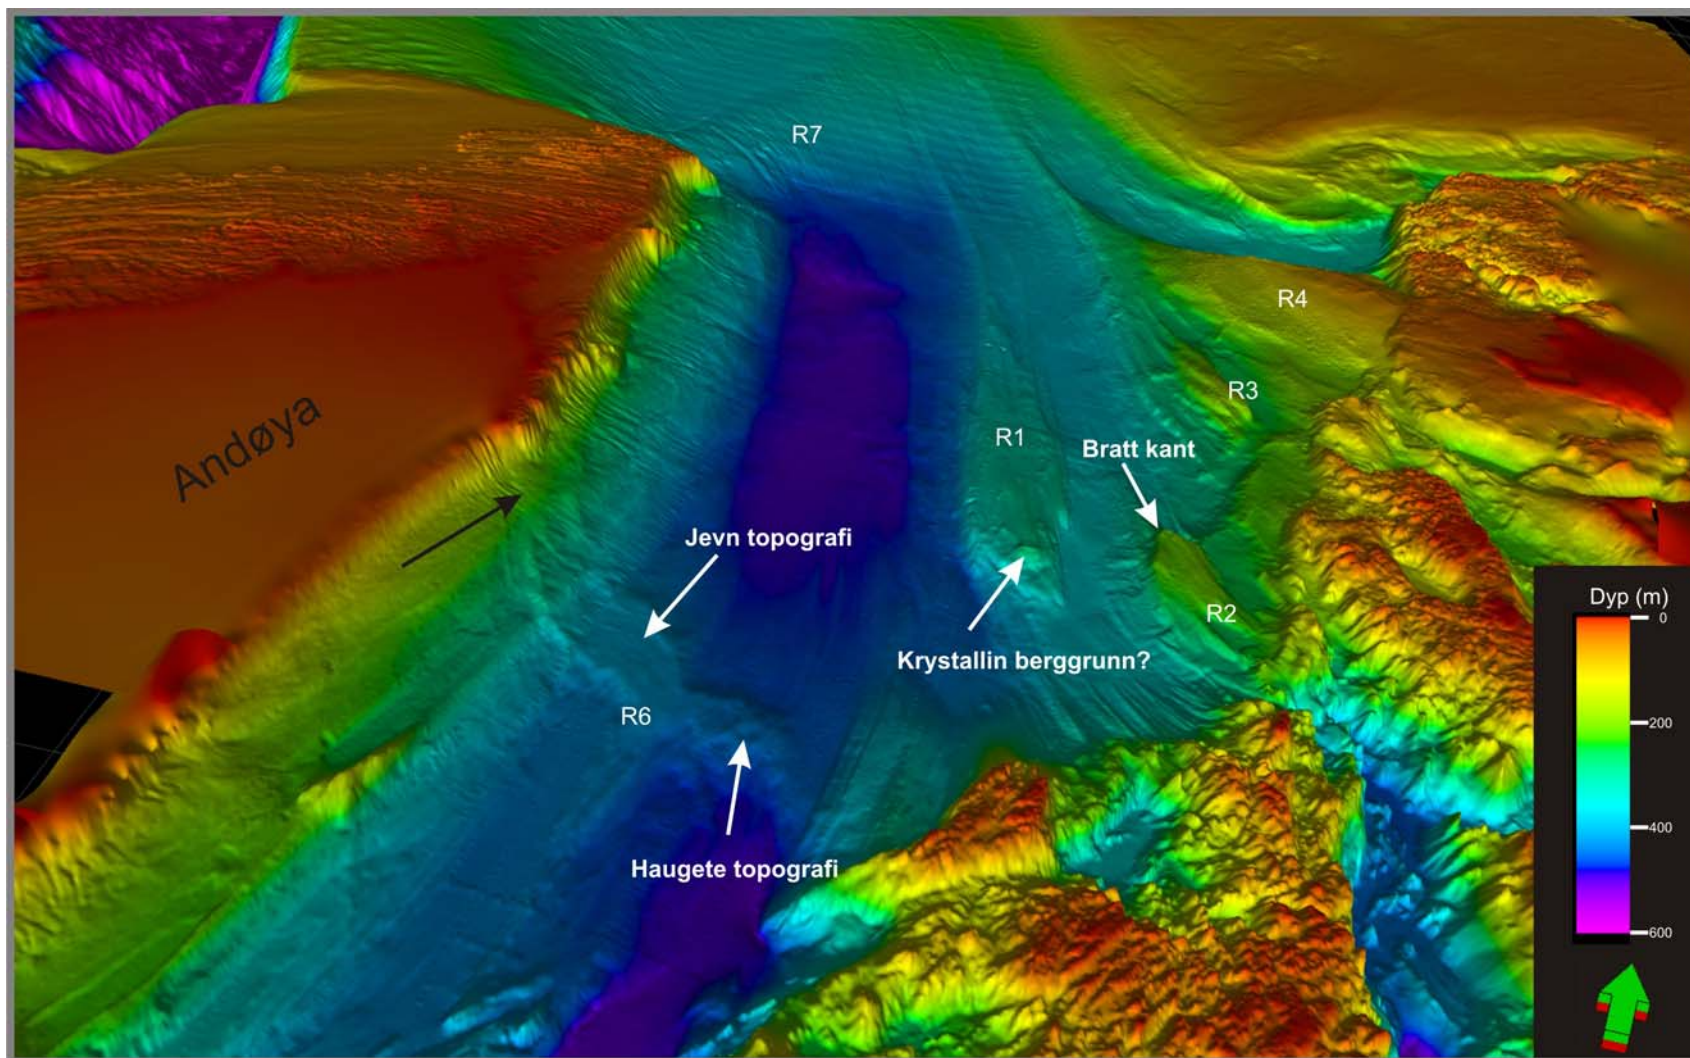 R7
R4
R3
Andøya
R1
Bratt kant
Jevn topografi
R2
Krystallin berggrunn?
R6
Haugete topografi
Dyp (m)
0
200
400
600